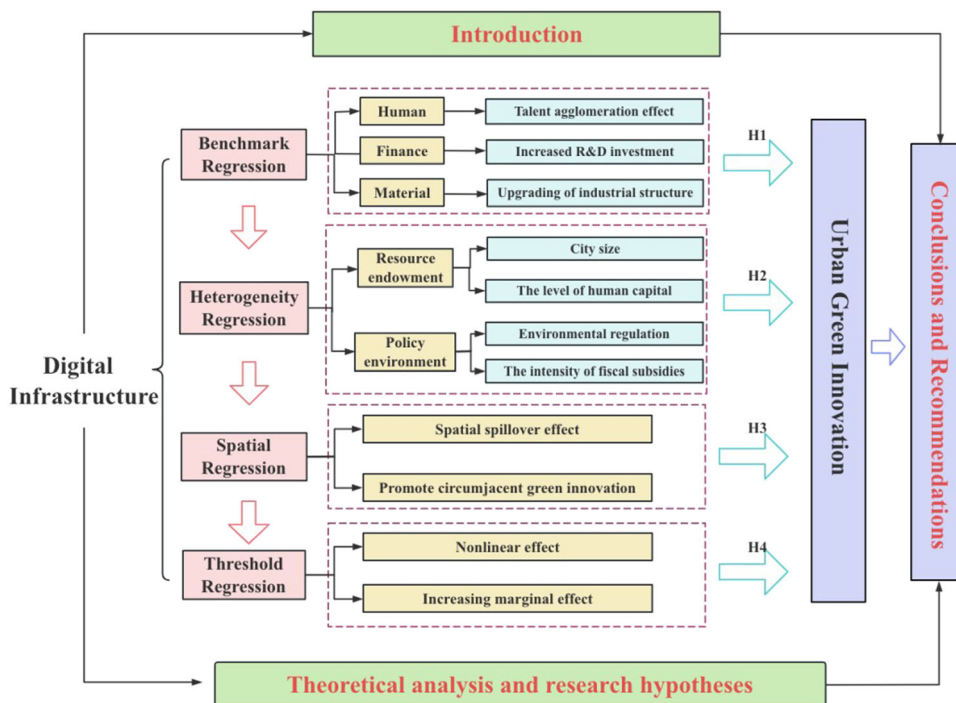 Introduction
Human
Talent agglomeration effect
Benchmark
Regression
Finance
Increased R&D investment
Material
Upgrading of industrial structure
H1
Resource
endowment
City size
The level of human capital
Heterogeneity
Regression
Policy
environment
Environmental regulation
The intensity of fiscal subsidies
H2
Digital
Infrastructure
Spatial
Regression
Spatial spillover effect
Promote circumjacent green innovation
H3
Threshold
Regression
Nonlinear effect
Increasing marginal effect
H4
Urban Green Innovation
Conclusions and Recommendations
Theoretical analysis and research hypotheses